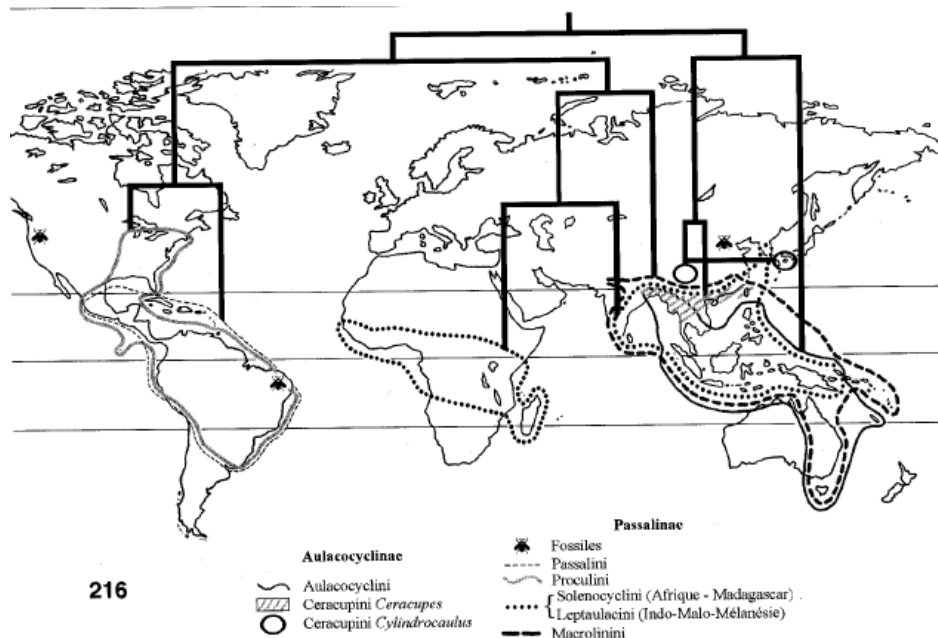 Passalinae
Aulacocyclinae
Fossiles
Passalini
Aulacocyclini
Proculini
Ceracupini Ceracupes
Solenocyclini (Afrique - Madagascar)
Ceracupini Cylindrocaulus
Leptaulacini (Indo-Malo-Mélanésie)
Macrolinini
216